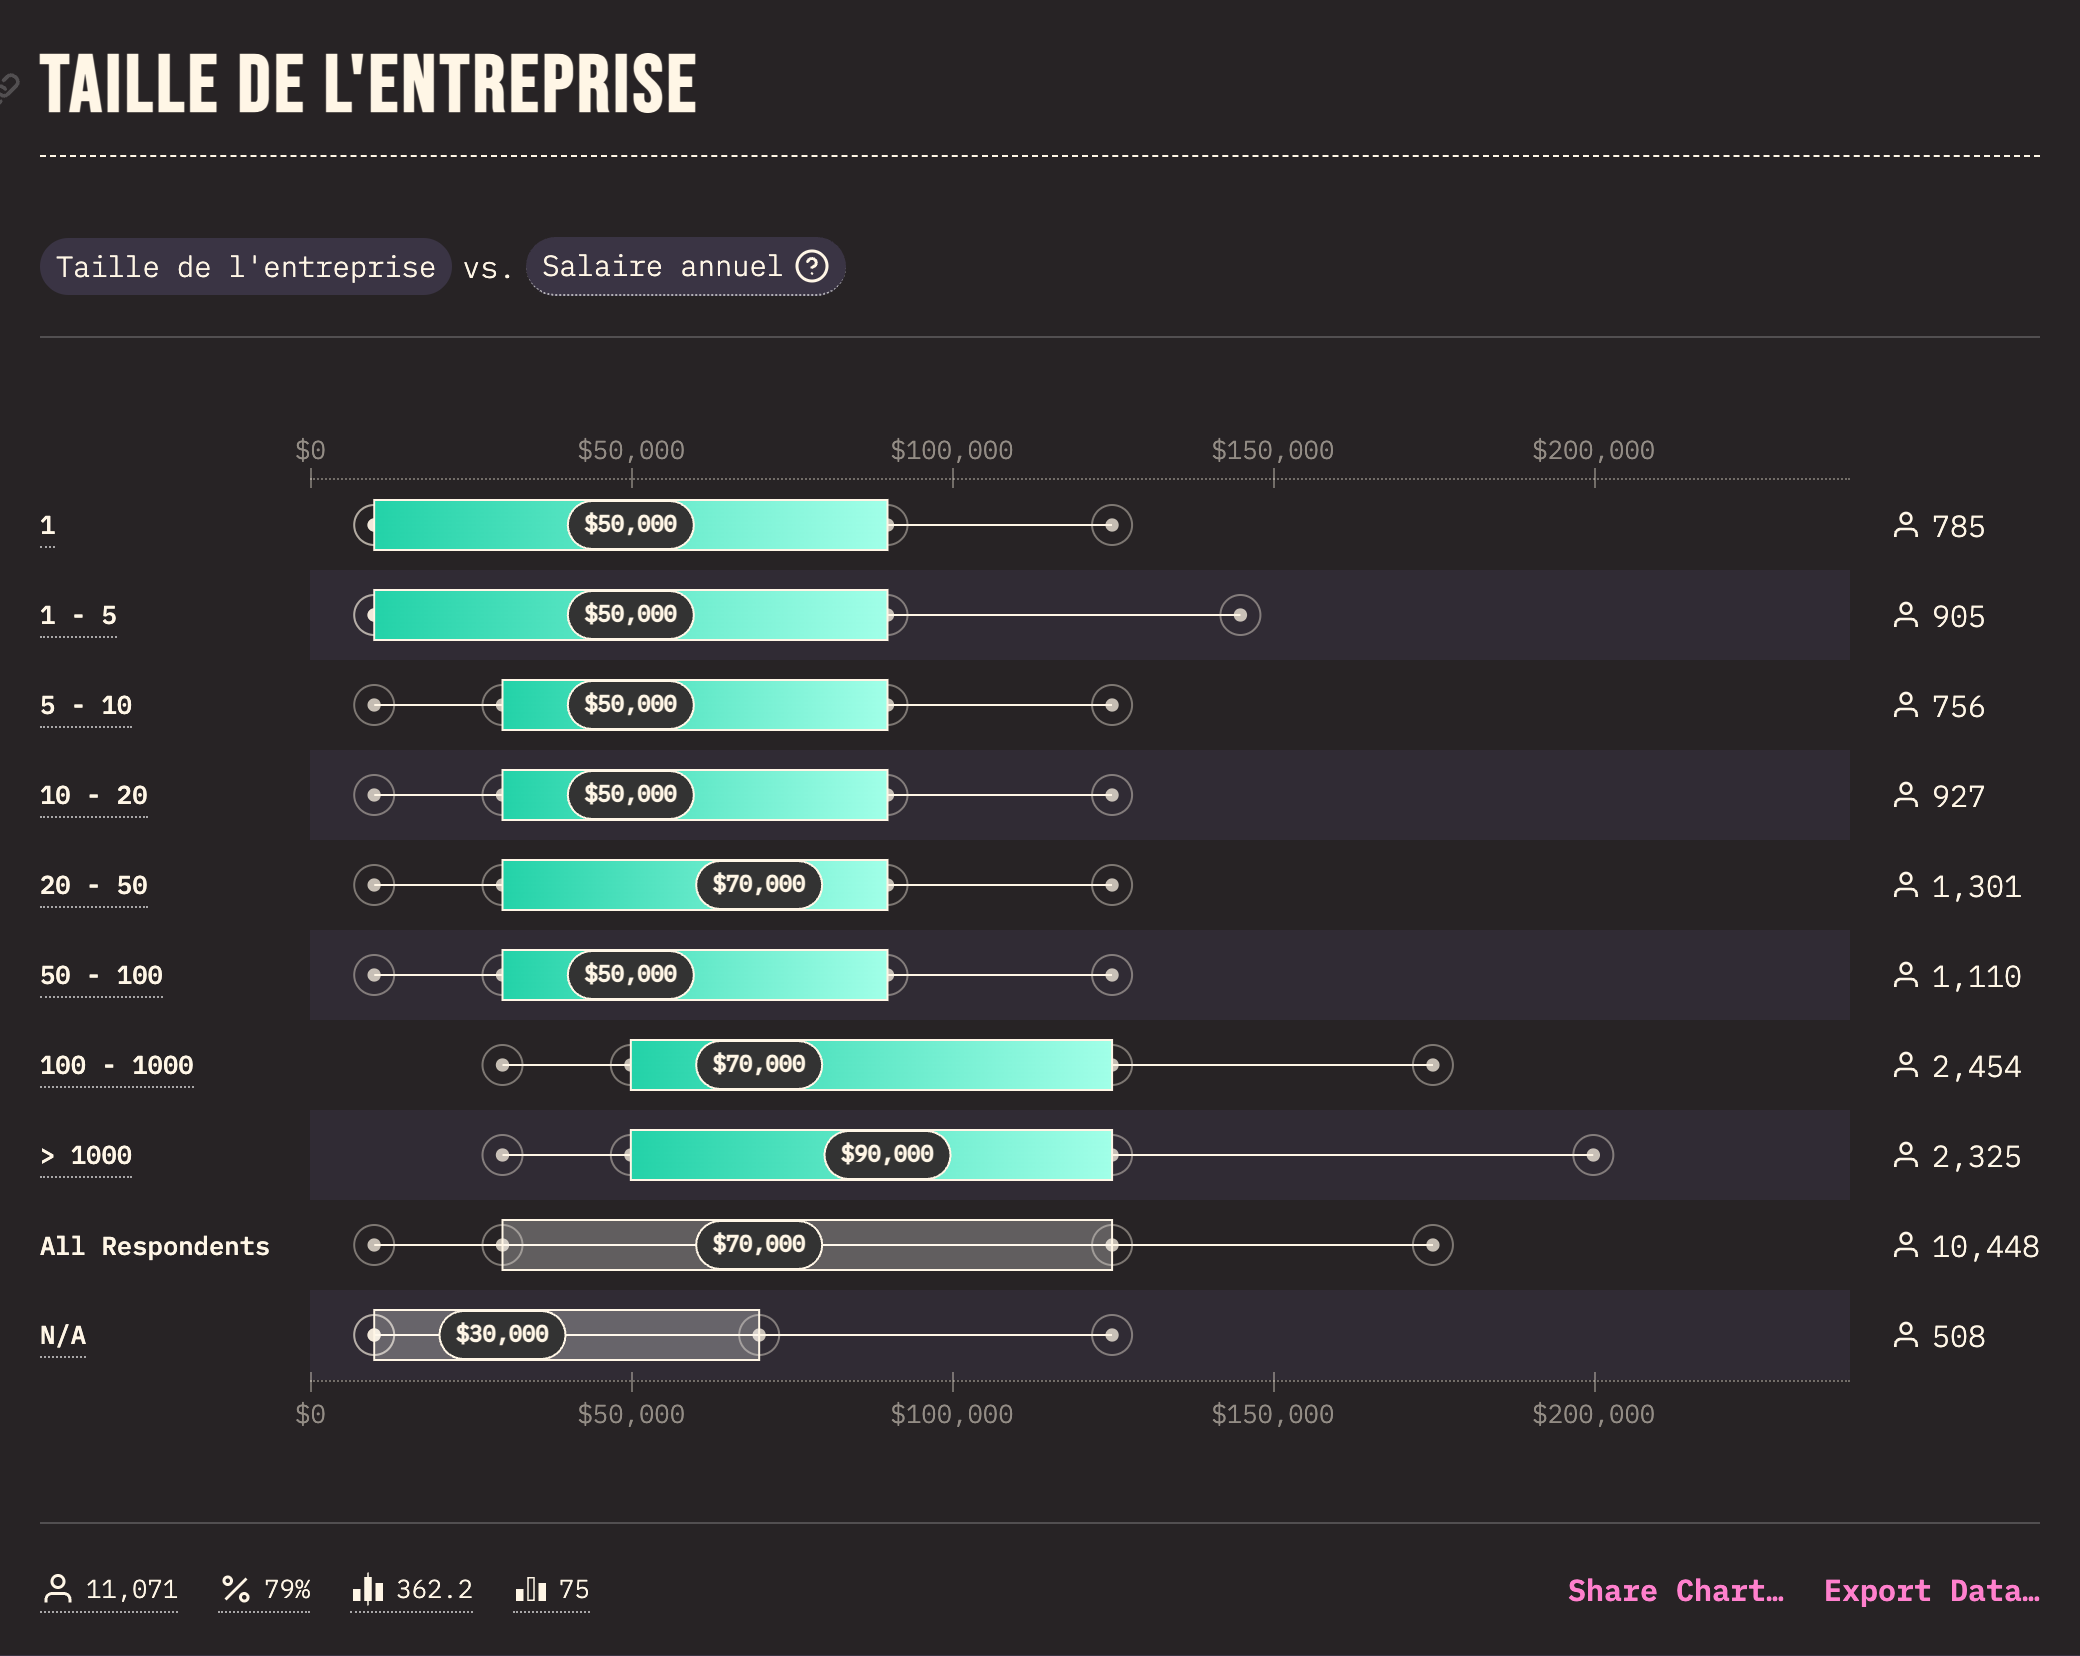 TAILLE DE L'ENTREPRISE
Taille de l'entreprise vs. Salaire annuel ?
$0 $50,000 $100,000 $150,000 $200,000
1 $50,000 785
1 - 5 $50,000 905
5 - 10 $50,000 756
10 - 20 $50,000 927
20 - 50 $70,000 1,301
50 - 100 $50,000 1,110
100 - 1000 $70,000 2,454
> 1000 $90,000 2,325
All Respondents $70,000 10,448
N/A $30,000 508
$0 $50,000 $100,000 $150,000 $200,000
11,071 79% 362.2 75 Share Chart… Export Data…